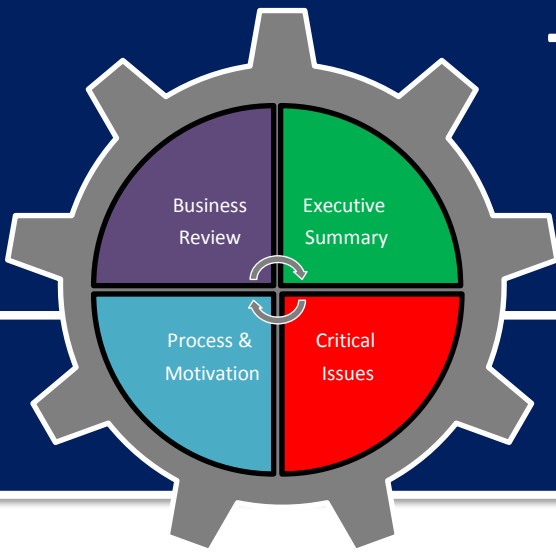 Business
Review
Executive
Summary
Process &
Motivation
Critical
Issues